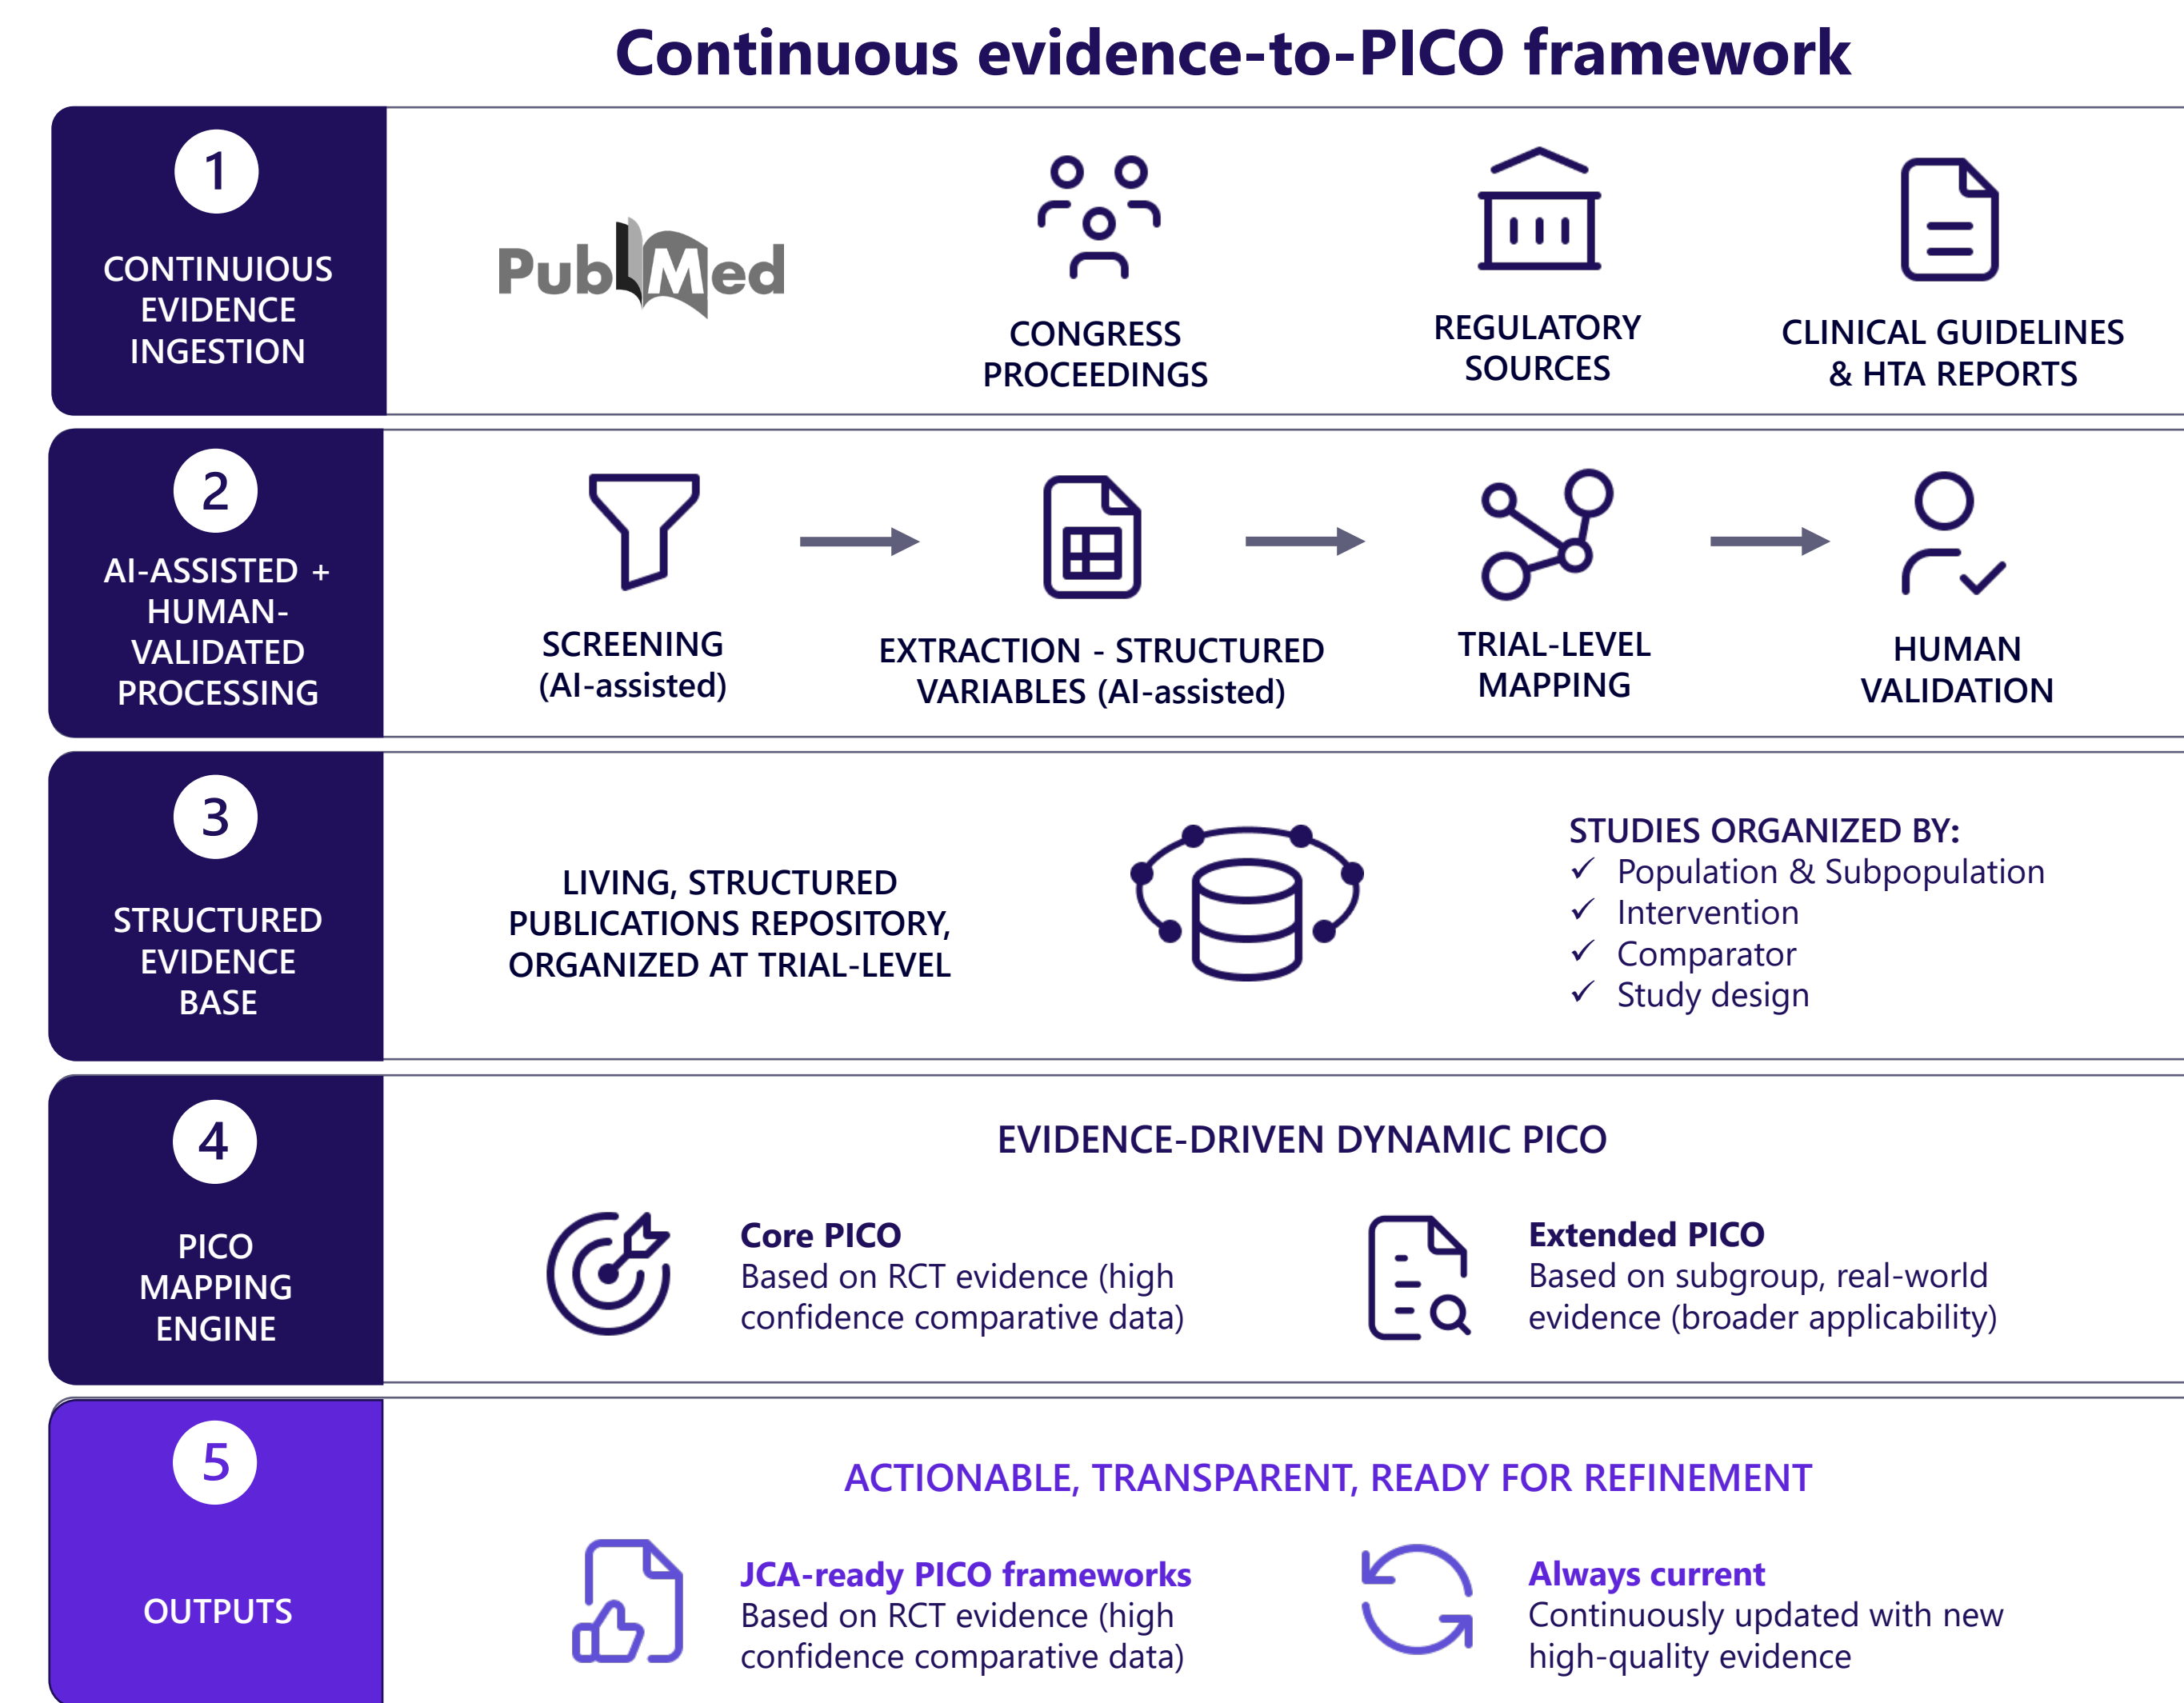 Continuous evidence-to-PICO framework
1
CONTINUIOUS
EVIDENCE
INGESTION
PubMed
CONGRESS
PROCEEDINGS
REGULATORY
SOURCES
CLINICAL GUIDELINES
& HTA REPORTS
2
AI-ASSISTED +
HUMAN-
VALIDATED
PROCESSING
SCREENING
(AI-assisted)
EXTRACTION - STRUCTURED
VARIABLES (AI-assisted)
TRIAL-LEVEL
MAPPING
HUMAN
VALIDATION
3
STRUCTURED
EVIDENCE
BASE
LIVING, STRUCTURED
PUBLICATIONS REPOSITORY,
ORGANIZED AT TRIAL-LEVEL
STUDIES ORGANIZED BY:
✓ Population & Subpopulation
✓ Intervention
✓ Comparator
✓ Study design
4
PICO
MAPPING
ENGINE
EVIDENCE-DRIVEN DYNAMIC PICO
Core PICO
Based on RCT evidence (high
confidence comparative data)
Extended PICO
Based on subgroup, real-world
evidence (broader applicability)
5
OUTPUTS
ACTIONABLE, TRANSPARENT, READY FOR REFINEMENT
JCA-ready PICO frameworks
Based on RCT evidence (high
confidence comparative data)
Always current
Continuously updated with new
high-quality evidence